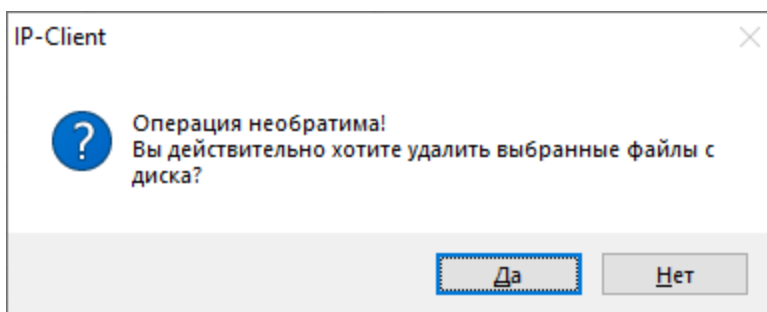 IP-Client
Операция необратима!
Вы действительно хотите удалить выбранные файлы с
диска?
Да
Нет